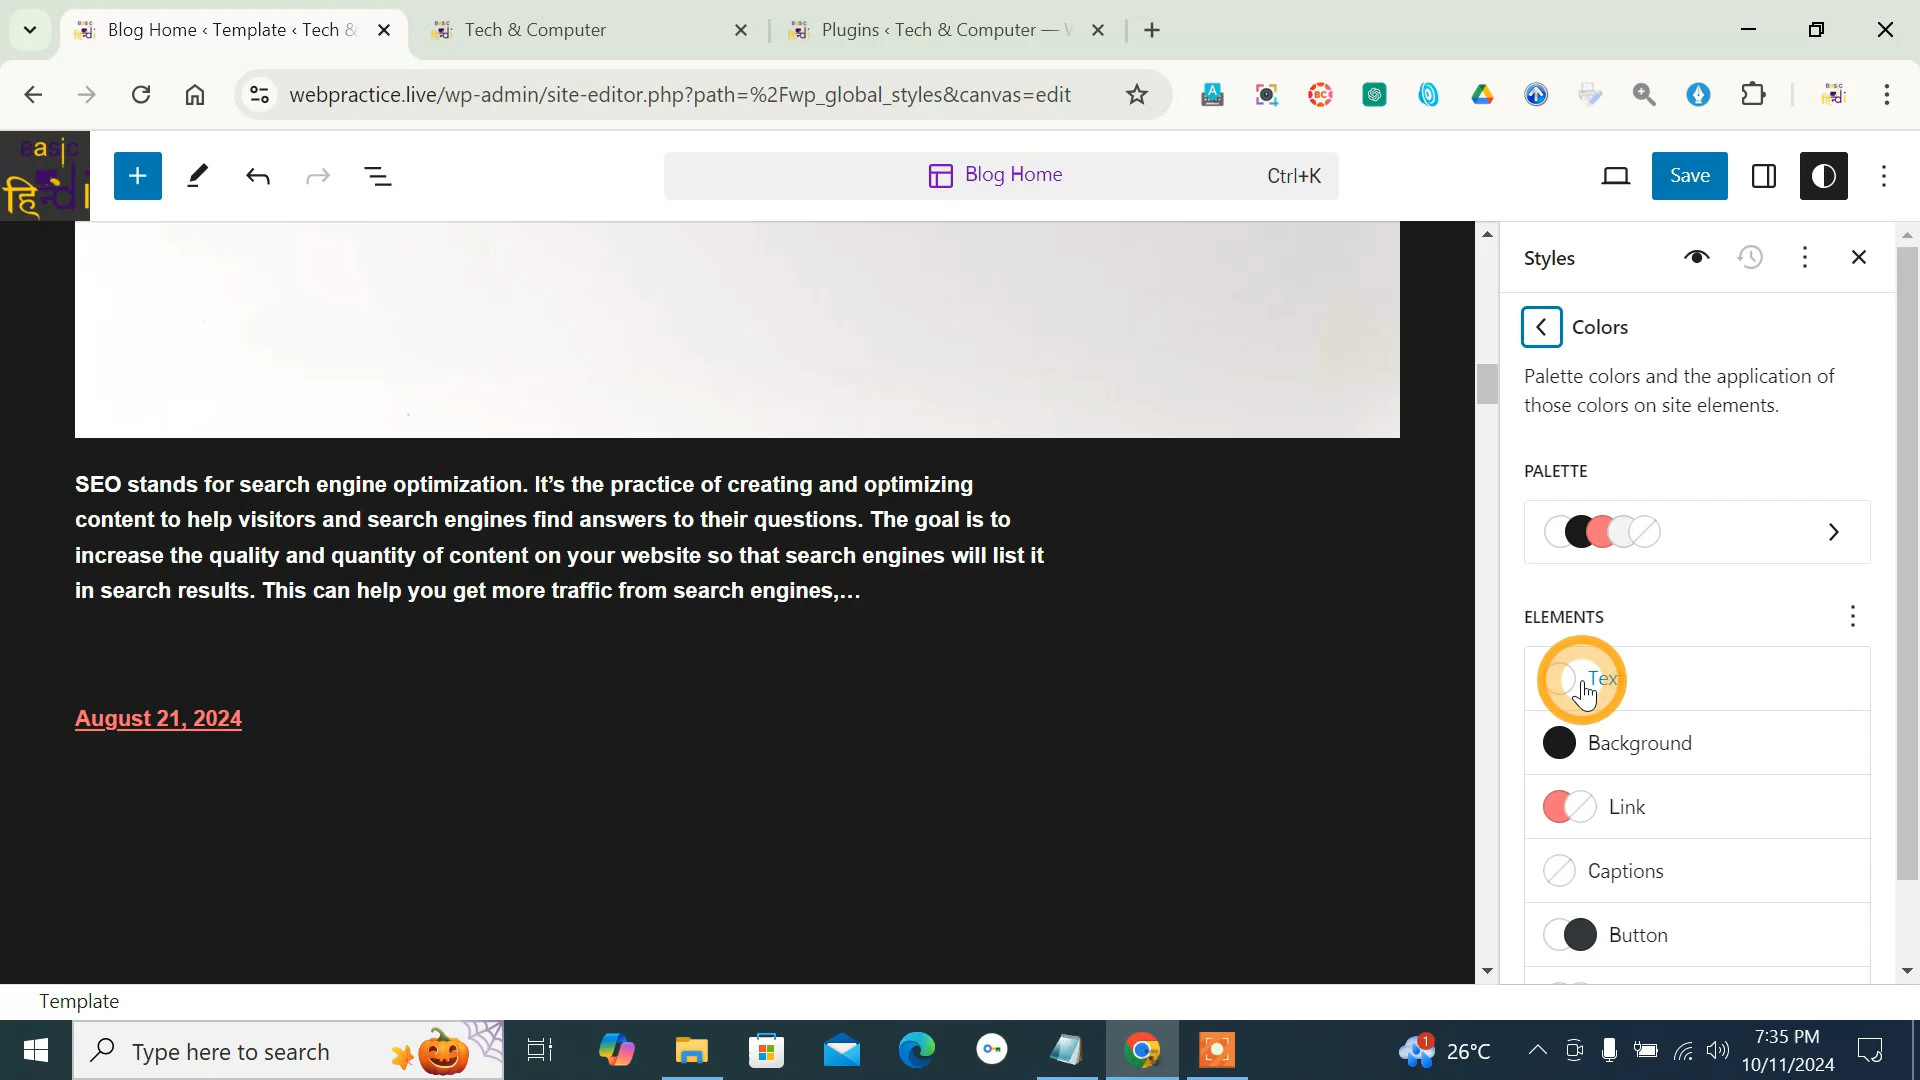 Blog Home ‹ Template ‹ Tech &
Tech & Computer
Plugins ‹ Tech & Computer —
webpractice.live/wp-admin/site-editor.php?path=%2Fwp_global_styles&canvas=edit
Basic
हिन्दी
Blog Home
Ctrl+K
Save
Styles
Colors
Palette colors and the application of
those colors on site elements.
PALETTE
ELEMENTS
Text
Background
Link
Captions
Button
SEO stands for search engine optimization. It’s the practice of creating and optimizing
content to help visitors and search engines find answers to their questions. The goal is to
increase the quality and quantity of content on your website so that search engines will list it
in search results. This can help you get more traffic from search engines,…
August 21, 2024
Template
Type here to search
1
26°C
7:35 PM
10/11/2024